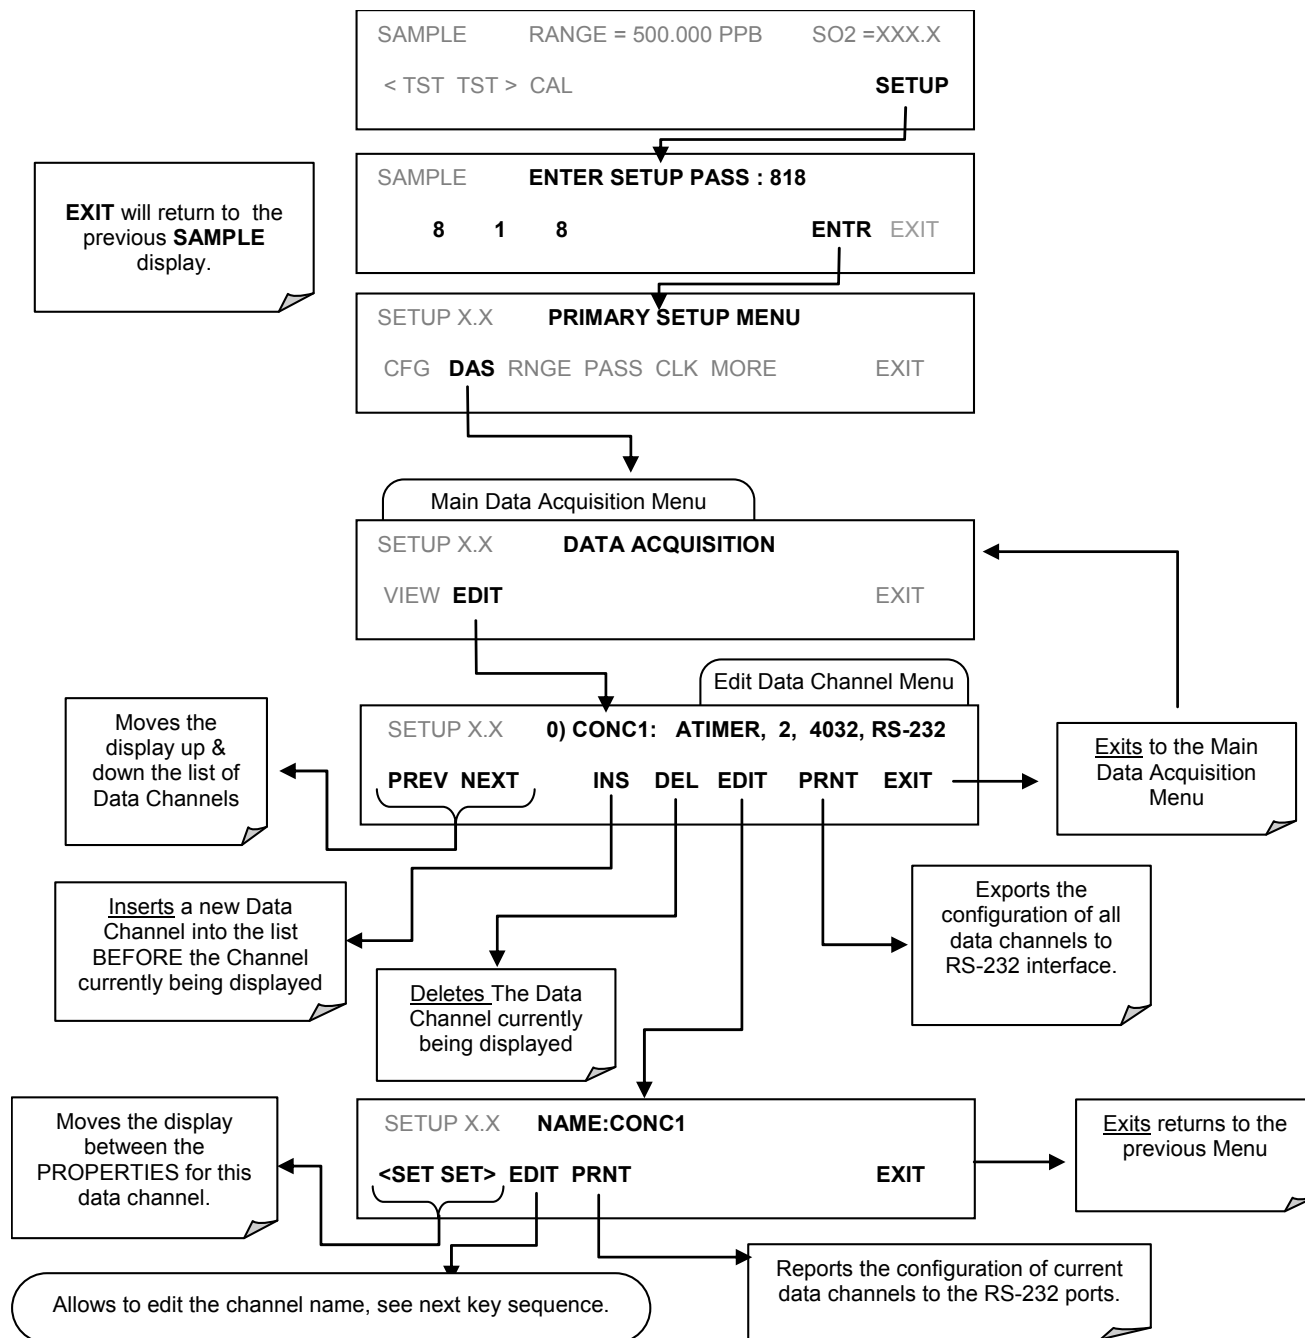 SAMPLE RANGE = 500.000 PPB SO2 =XXX.X
< TST TST > CAL SETUP
EXIT will return to the
previous SAMPLE
display.
SAMPLE ENTER SETUP PASS : 818
8 1 8 ENTR EXIT
SETUP X.X PRIMARY SETUP MENU
CFG DAS RNGE PASS CLK MORE EXIT
Main Data Acquisition Menu
SETUP X.X DATA ACQUISITION
VIEW EDIT EXIT
Edit Data Channel Menu
SETUP X.X 0) CONC1: ATIMER, 2, 4032, RS-232
PREV NEXT INS DEL EDIT PRNT EXIT
Moves the
display up &
down the list of
Data Channels
Exits to the Main
Data Acquisition
Menu
Inserts a new Data
Channel into the list
BEFORE the Channel
currently being displayed
Deletes The Data
Channel currently
being displayed
Exports the
configuration of all
data channels to
RS-232 interface.
Moves the display
between the
PROPERTIES for this
data channel.
SETUP X.X NAME:CONC1
<SET SET> EDIT PRNT EXIT
Exits returns to the
previous Menu
Allows to edit the channel name, see next key sequence.
Reports the configuration of current
data channels to the RS-232 ports.